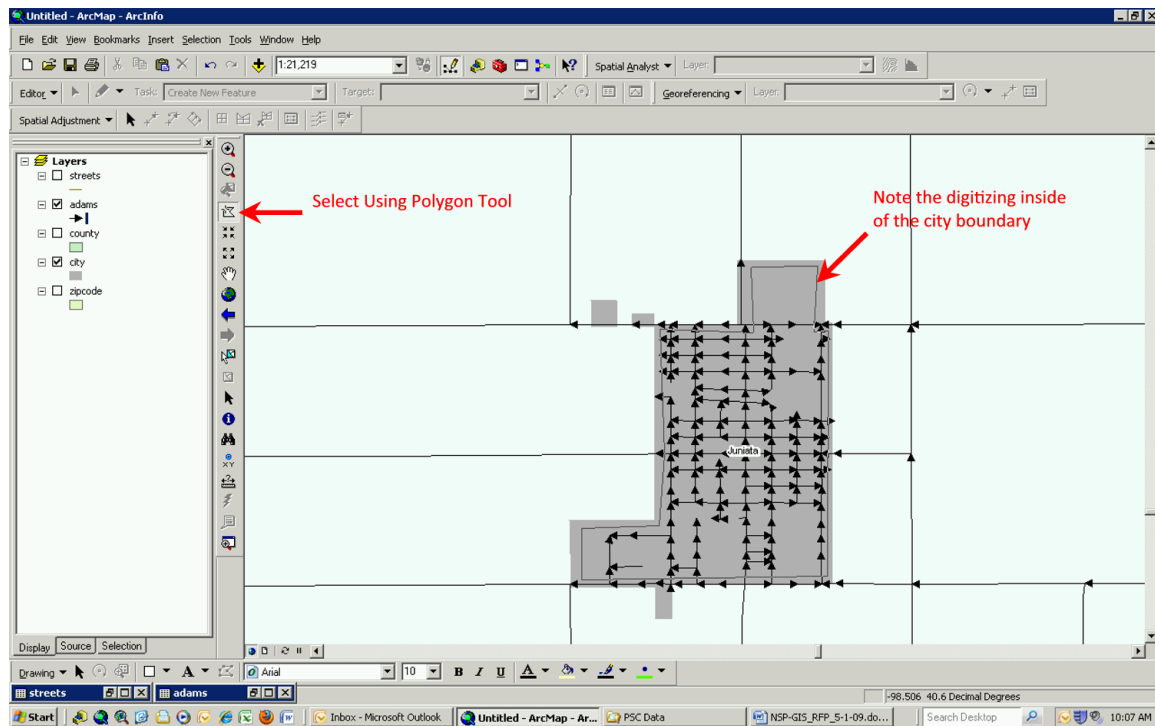 Untitled - ArcMap - ArcInfo
File Edit View Bookmarks Insert Selection Tools Window Help
1:21,219 Spatial Analyst Layer:
Editor Task: Create New Feature Target: Georeferencing Layer:
Spatial Adjustment
Layers
streets
adams
county
city
zipcode
Select Using Polygon Tool
Note the digitizing inside
of the city boundary
XY
Juniata
Display Source Selection
Drawing A Arial 10 B I U A
streets adams
-98.506 40.6 Decimal Degrees
Start Inbox - Microsoft Outlook Untitled - ArcMap - Ar... PSC Data NSP-GIS_RFP_5-1-09.do... Search Desktop 10:07 AM